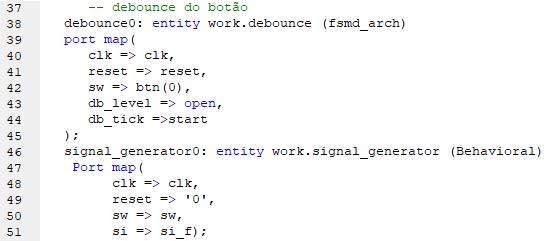 37 -- debounce do botão
38 debounce0: entity work.debounce (fsmd_arch)
39 port map(
40 clk => clk,
41 reset => reset,
42 sw => btn(0),
43 db_level => open,
44 db_tick =>start
45 );
46 signal_generator0: entity work.signal_generator (Behavioral)
47 Port map(
48 clk => clk,
49 reset => '0',
50 sw => sw,
51 si => si_f);